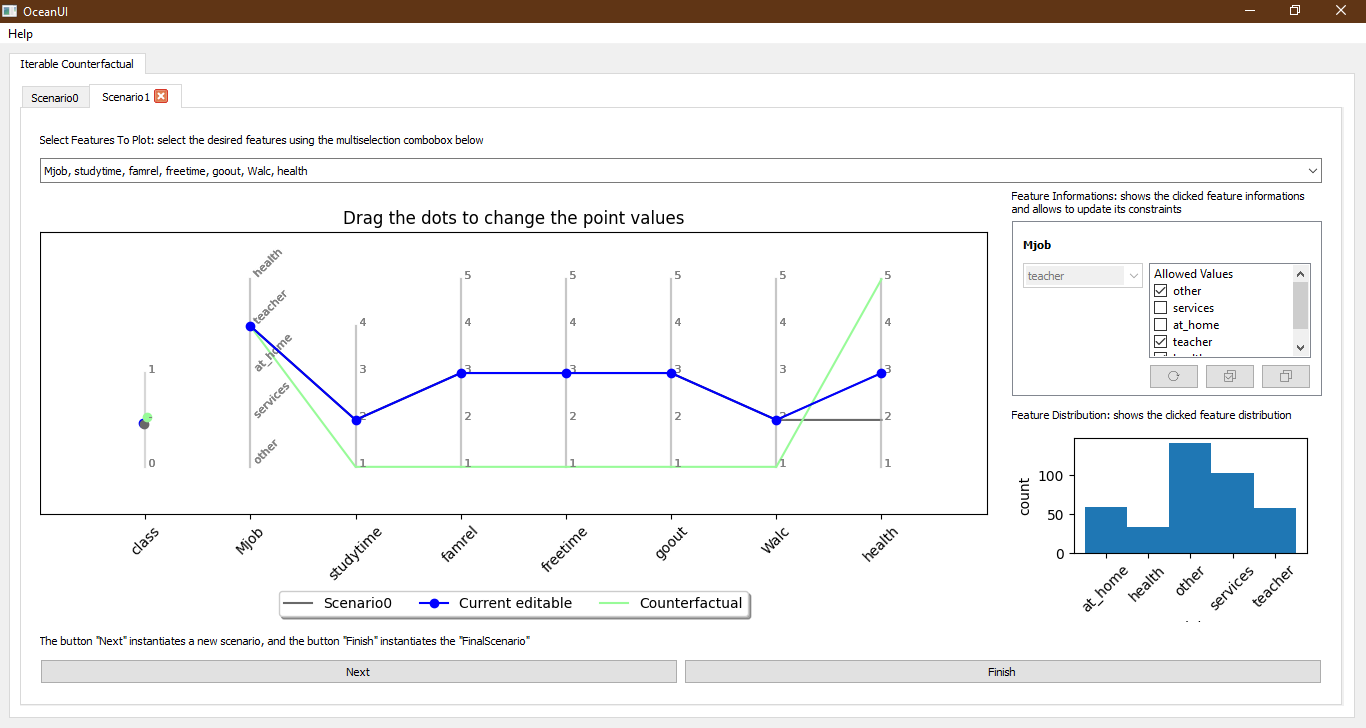 OceanUI
Help
Iterable Counterfactual
Scenario0
Scenario1
Select Features To Plot: select the desired features using the multiselection combobox below
Mjob, studytime, famrel, freetime, goout, Walc, health
Drag the dots to change the point values
1
0
health
teacher
at_home
services
other
4
3
2
1
5
4
3
2
1
5
4
3
2
1
5
4
3
2
1
5
4
3
2
1
5
4
3
2
1
class
Mjob
studytime
famrel
freetime
goout
Walc
health
Scenario0
Current editable
Counterfactual
Feature Informations: shows the clicked feature informations
and allows to update its constraints
Mjob
teacher
Allowed Values
other
services
at_home
teacher
Feature Distribution: shows the clicked feature distribution
count
100
50
0
at_home
health
other
services
teacher
The button "Next" instantiates a new scenario, and the button "Finish" instantiates the "FinalScenario"
Next
Finish